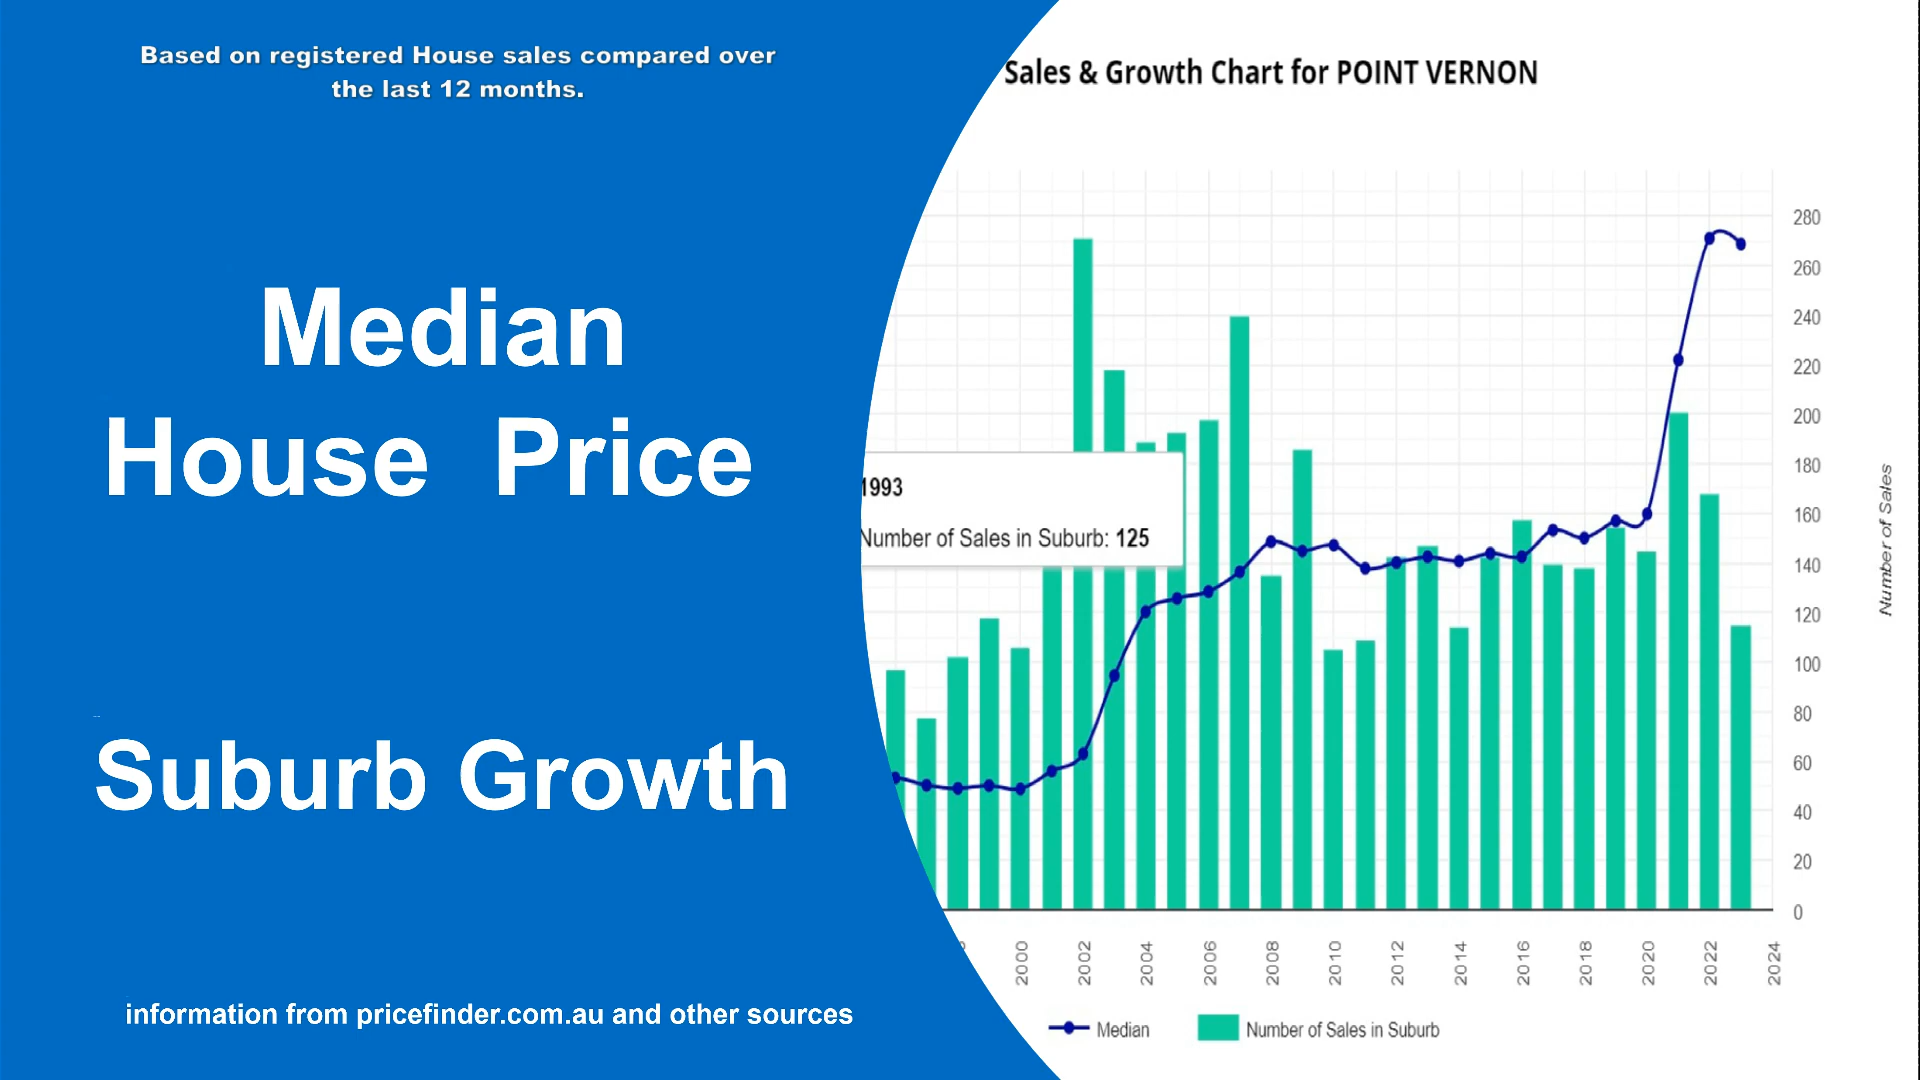 Based on registered House sales compared over
the last 12 months.
Median
House Price
Suburb Growth
information from pricefinder.com.au and other sources
Sales & Growth Chart for POINT VERNON
1993
Number of Sales in Suburb: 125
280
260
240
220
200
180
160
140
120
100
80
60
40
20
0
Number of Sales
2000
2002
2004
2006
2008
2010
2012
2014
2016
2018
2020
2022
2024
Median
Number of Sales in Suburb